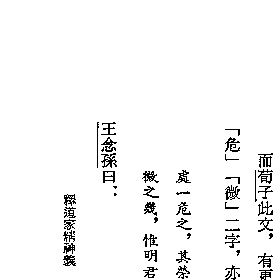 而荀子此文，有更
「危」「微」二字，亦
處一危之，其榮
微之幾，惟明君
王念孫曰：
釋道家精神義